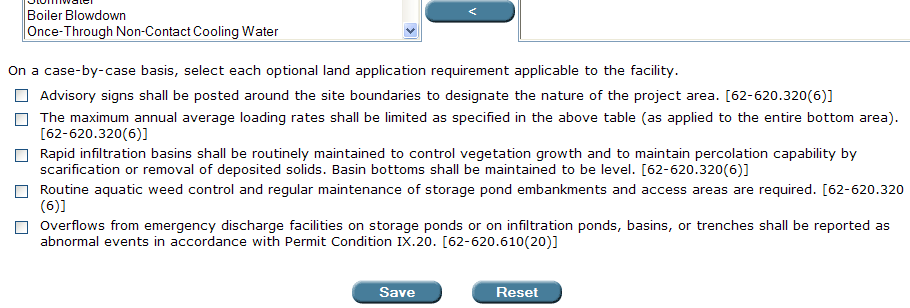 Stormwater
Boiler Blowdown
<
Once-Through Non-Contact Cooling Water
On a case-by-case basis, select each optional land application requirement applicable to the facility.
Advisory signs shall be posted around the site boundaries to designate the nature of the project area. [62-620.320(6)]
The maximum annual average loading rates shall be limited as specified in the above table (as applied to the entire bottom area).
[62-620.320(6)]
Rapid infiltration basins shall be routinely maintained to control vegetation growth and to maintain percolation capability by
scarification or removal of deposited solids. Basin bottoms shall be maintained to be level. [62-620.320(6)]
Routine aquatic weed control and regular maintenance of storage pond embankments and access areas are required. [62-620.320
(6)]
Overflows from emergency discharge facilities on storage ponds or on infiltration ponds, basins, or trenches shall be reported as
abnormal events in accordance with Permit Condition IX.20. [62-620.610(20)]
Save Reset